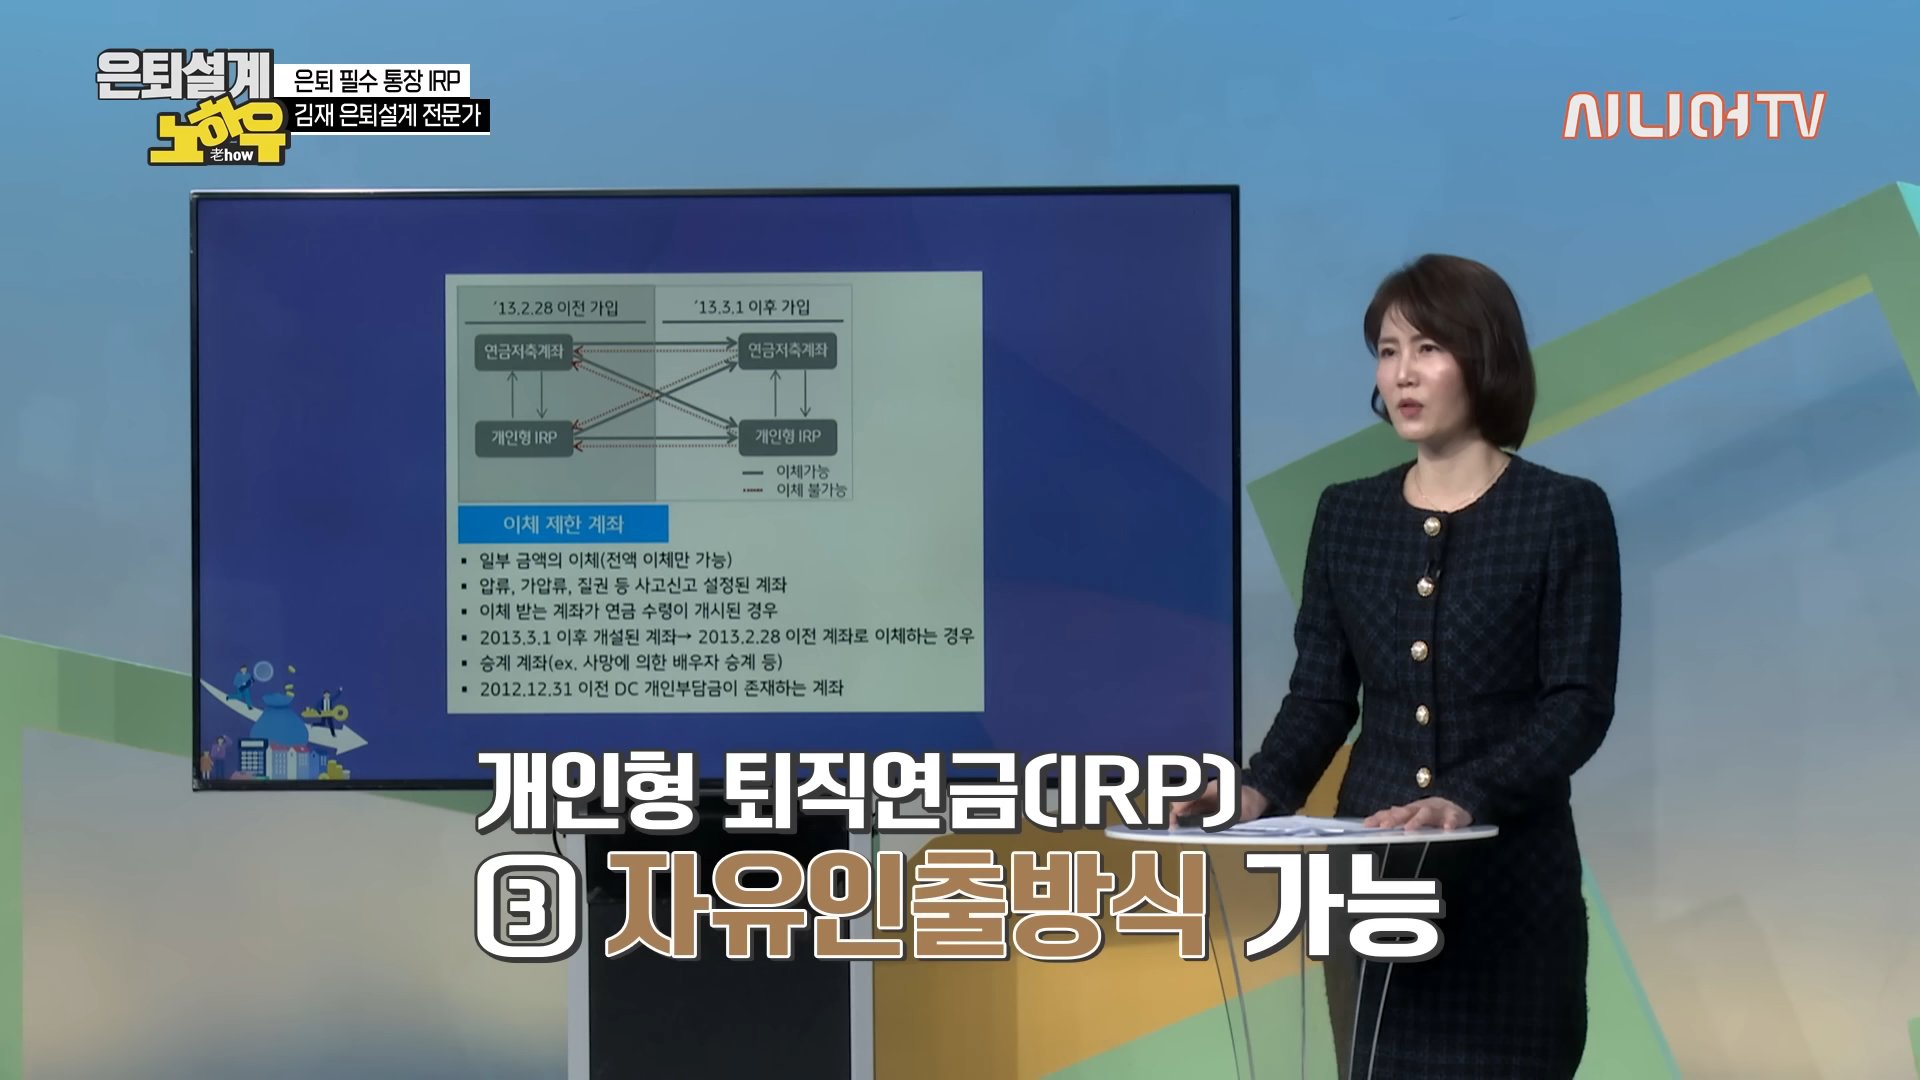 은퇴설계
노하우
老how
은퇴 필수 통장 IRP
김재 은퇴설계 전문가
시니어TV
´13.2.28 이전 가입
´13.3.1 이후 가입
연금저축계좌
연금저축계좌
개인형 IRP
개인형 IRP
이체가능
이체 불가능
이체 제한 계좌
▪ 일부 금액의 이체(전액 이체만 가능)
▪ 압류, 가압류, 질권 등 사고신고 설정된 계좌
▪ 이체 받는 계좌가 연금 수령이 개시된 경우
▪ 2013.3.1 이후 개설된 계좌→ 2013.2.28 이전 계좌로 이체하는 경우
▪ 승계 계좌(ex. 사망에 의한 배우자 승계 등)
▪ 2012.12.31 이전 DC 개인부담금이 존재하는 계좌
개인형 퇴직연금(IRP)
③ 자유인출방식 가능